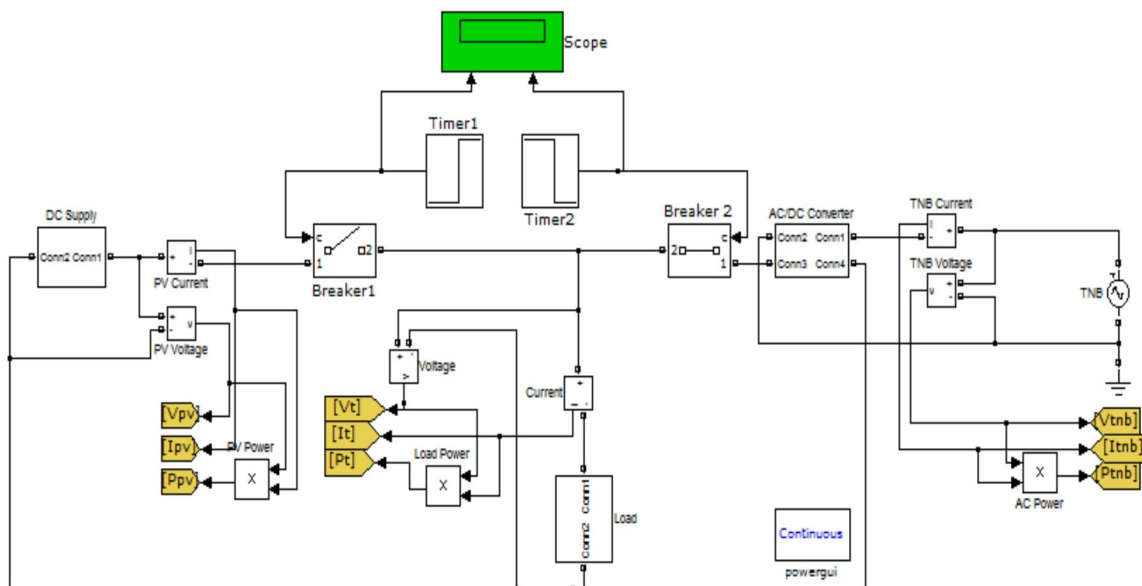 Scope
Timer1
Timer2
DC Supply
Conn2 Conn1
+ i -
PV Current
+ v -
PV Voltage
c
1
2
Breaker1
Breaker 2
c
2
1
AC/DC Converter
Conn2 Conn1
Conn3 Conn4
TNB Current
i + -
TNB Voltage
v + -
TNB
Voltage
+ - v
Current
+ i -
[Vpv]
[Ipv]
[Ppv]
PV Power
X
[Vt]
[It]
[Pt]
Load Power
X
Conn2 Conn1
Load
Continuous
powergui
[Vtnb]
[Itnb]
[Ptnb]
X
AC Power